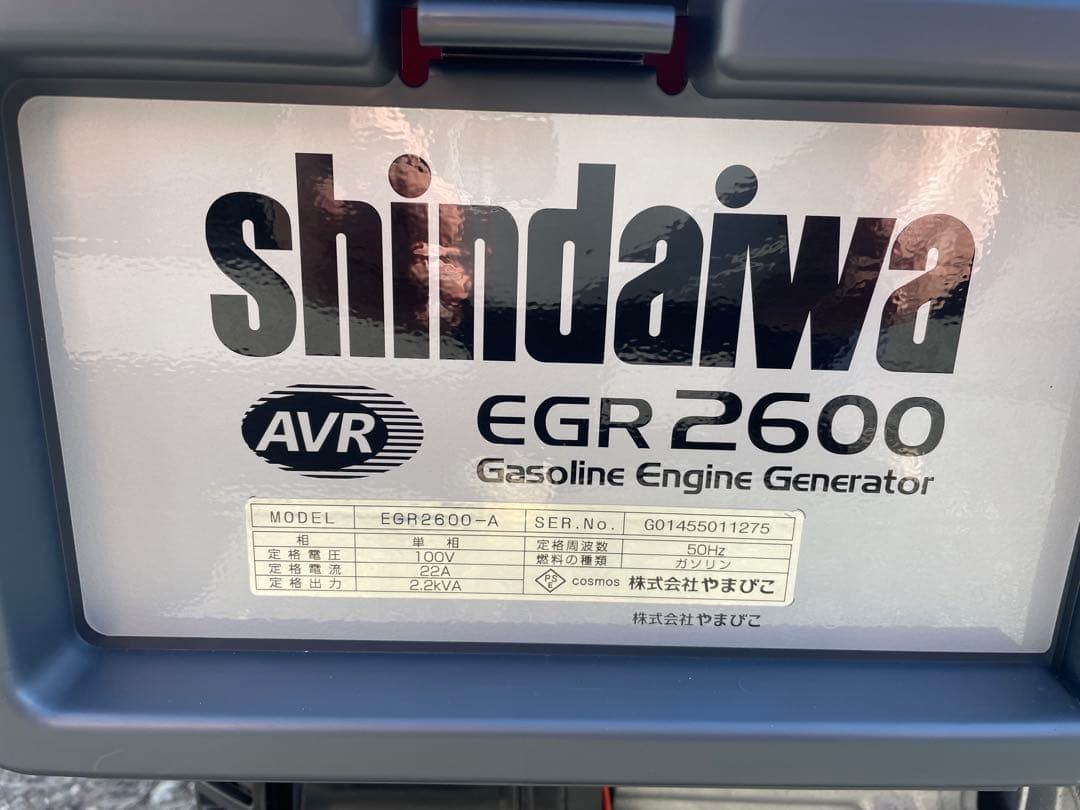 shindaiwa
AVR
EGR2600
Gasoline Engine Generator
MODEL EGR2600-A SER.No. G01455011275
相 単相 定格周波数 50Hz
定格電圧 100V 燃料の種類 ガソリン
定格電流 22A
定格出力 2.2kVA
PSE cosmos 株式会社やまびこ
株式会社やまびこ